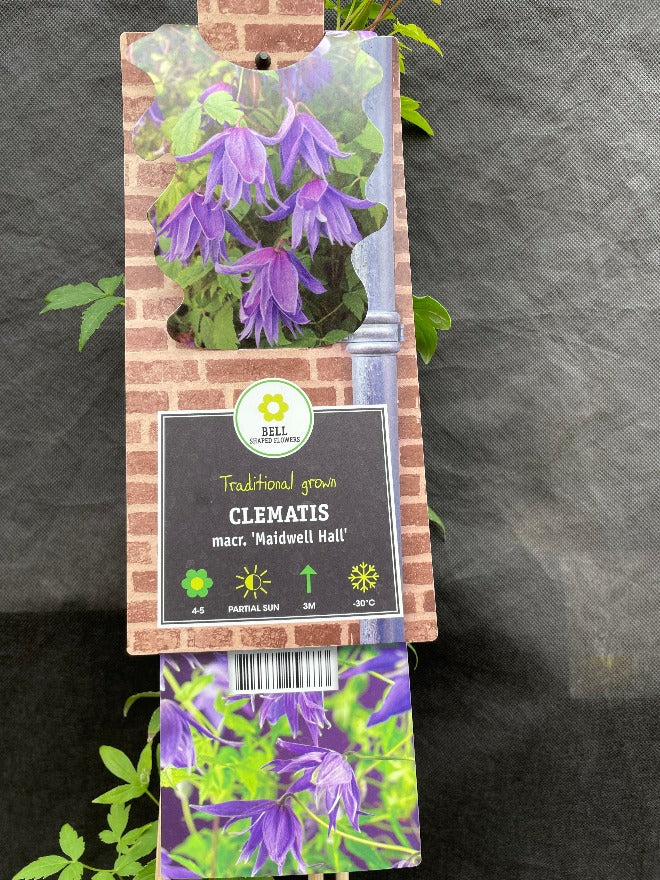 BELL
SHAPED FLOWERS
Traditional grown
CLEMATIS
macr. 'Maidwell Hall'
4-5 PARTIAL SUN 3M -30°C